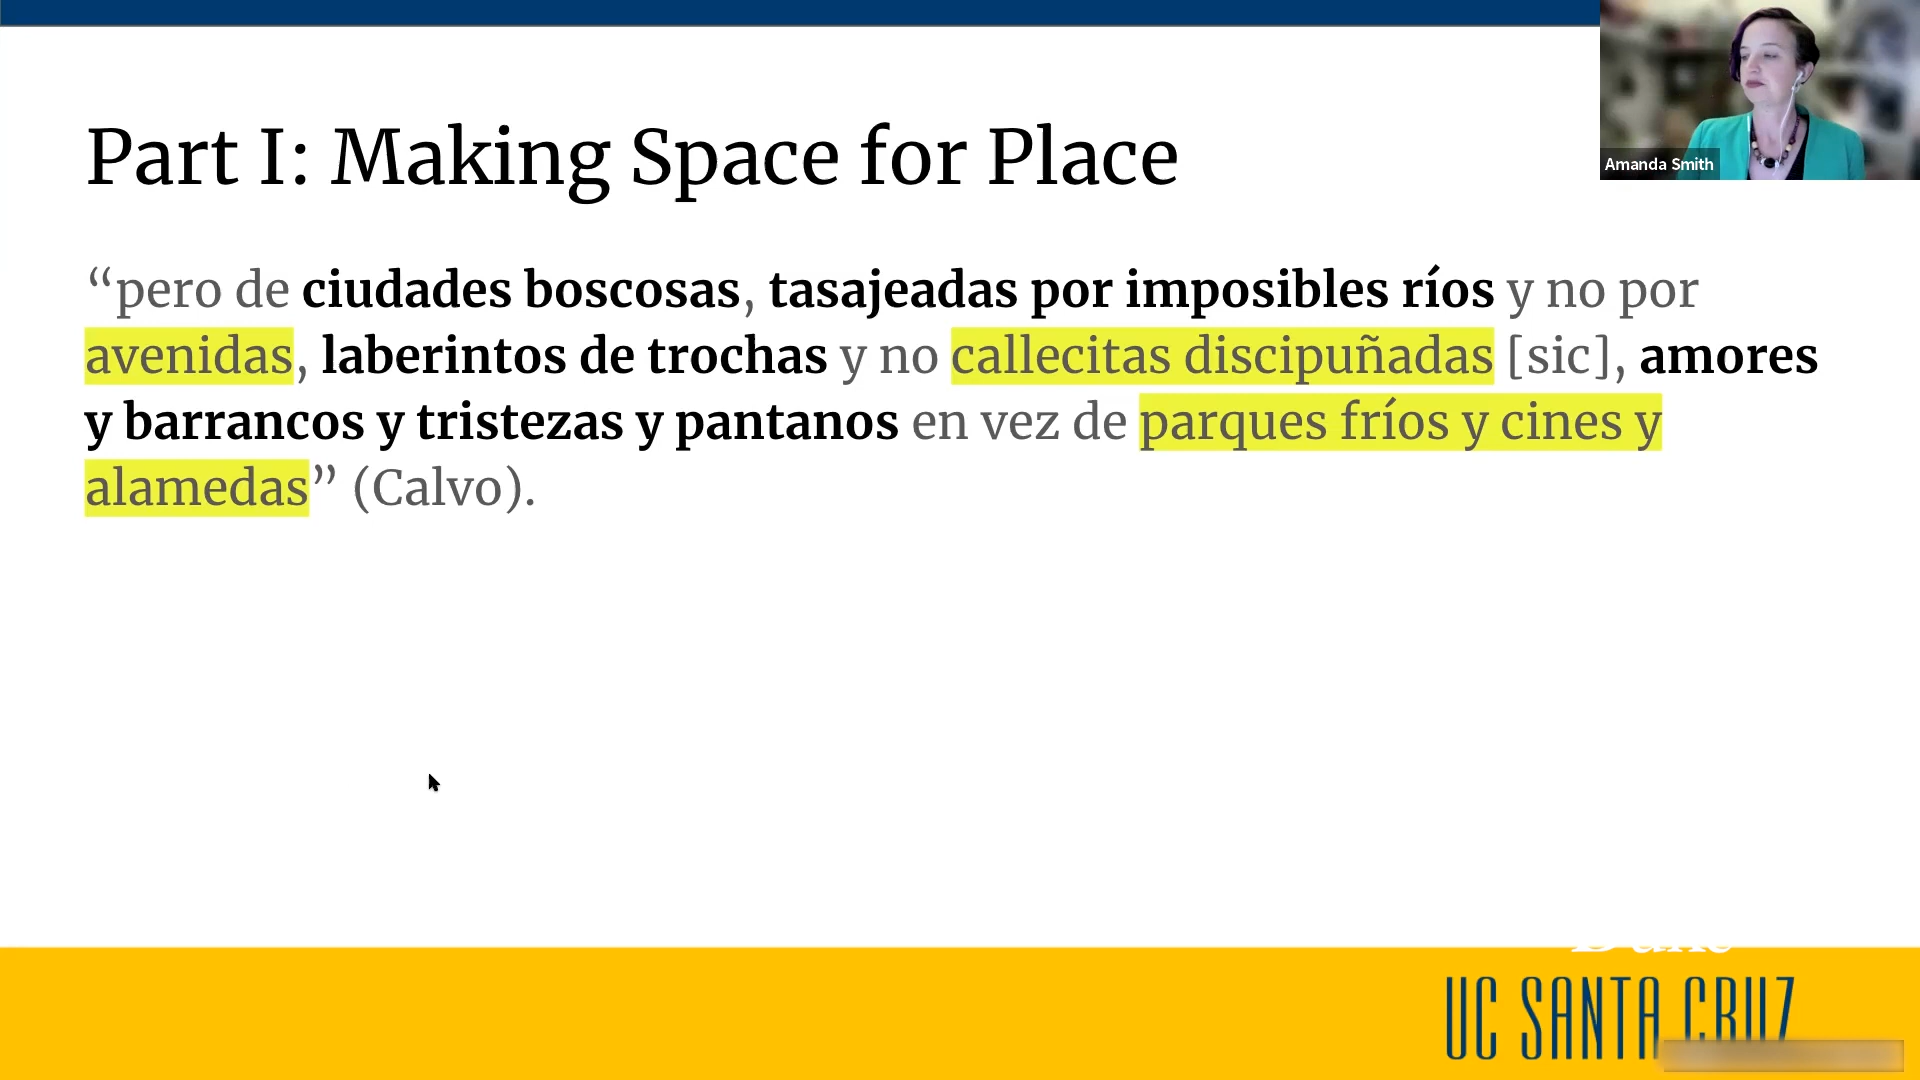 Part I: Making Space for Place
Amanda Smith
“pero de ciudades boscosas, tasajeadas por imposibles ríos y no por
avenidas, laberintos de trochas y no callecitas discipuñadas [sic], amores
y barrancos y tristezas y pantanos en vez de parques fríos y cines y
alamedas” (Calvo).
UC SANTA CRUZ